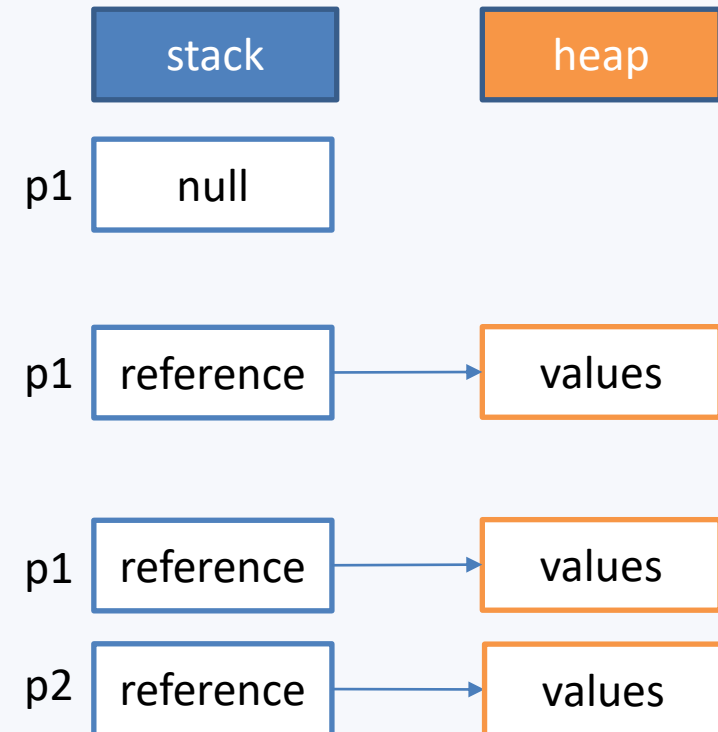 stack heap
p1 null
p1 reference values
p1 reference values
p2 reference values